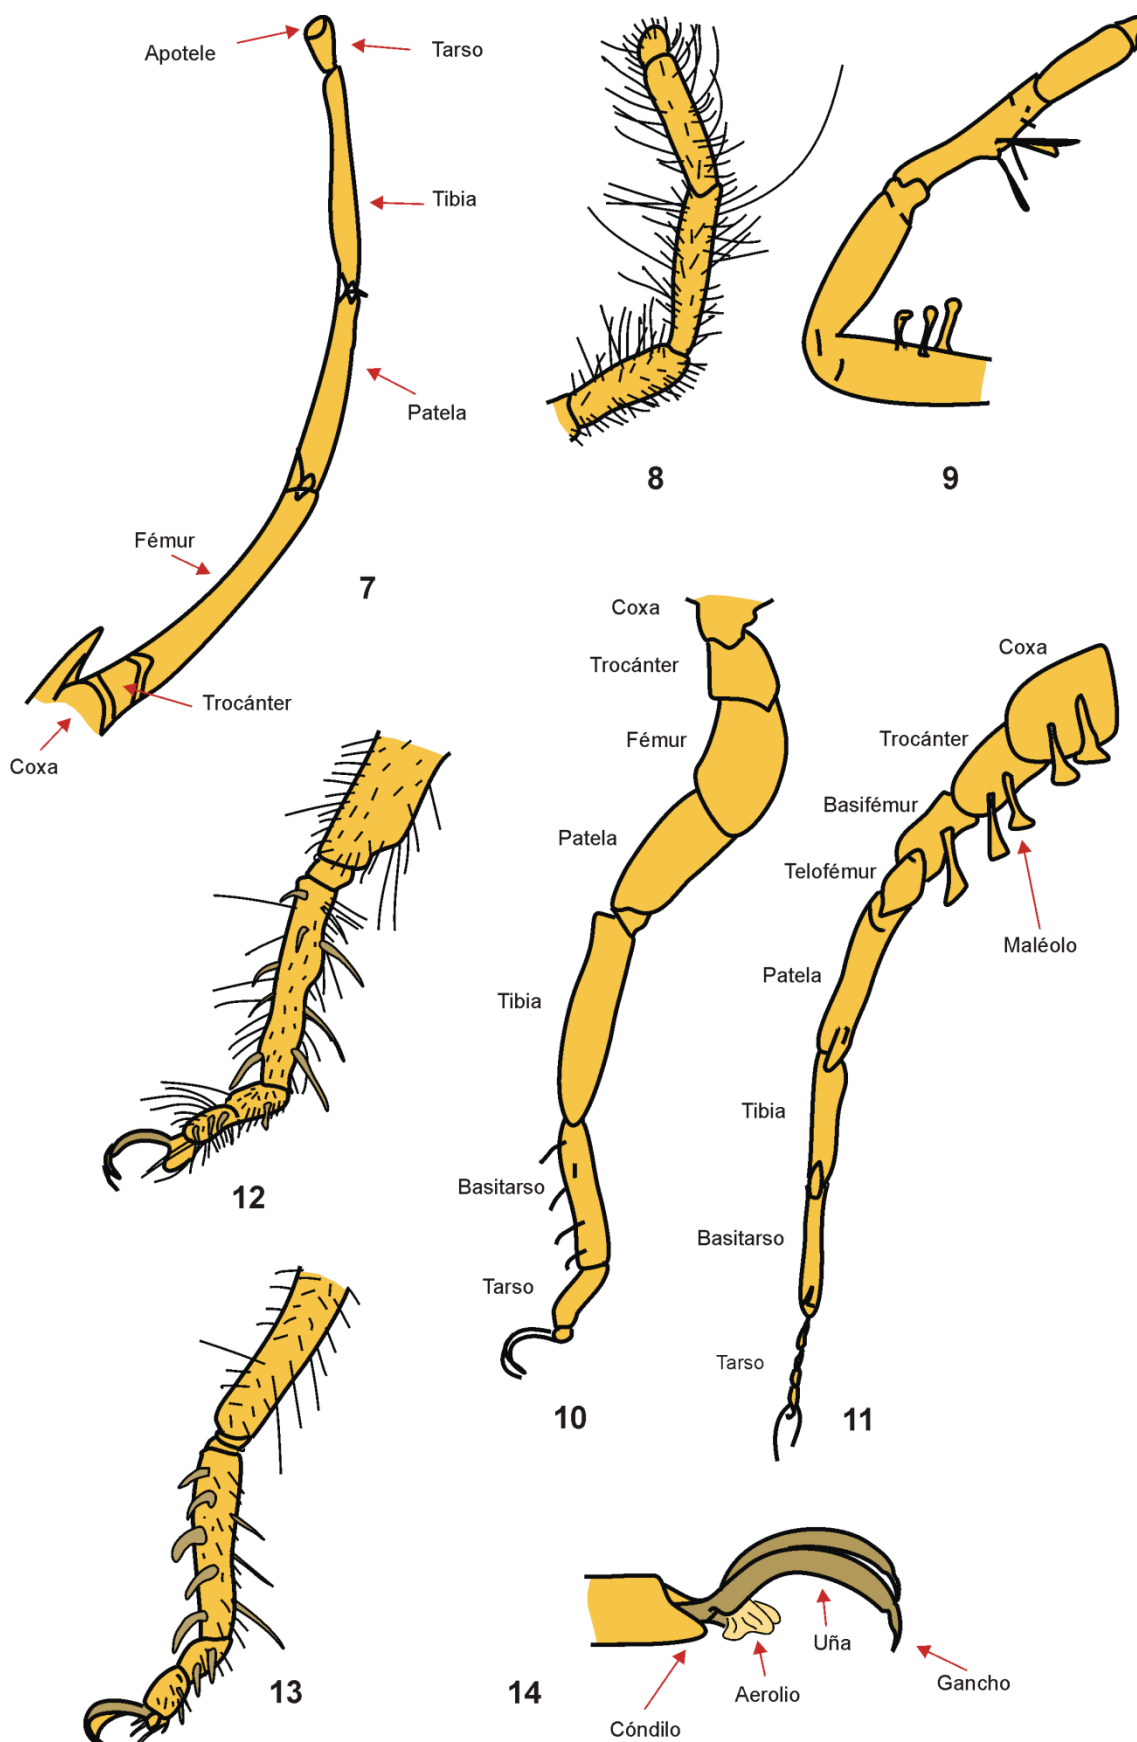 Apotele
Tarso
Tibia
Patela
Fémur
7
Trocánter
Coxa
8
9
Coxa
Trocánter
Fémur
Patela
Tibia
Basitarso
Tarso
10
Coxa
Trocánter
Basifémur
Telofémur
Maléolo
Patela
Tibia
Basitarso
Tarso
11
12
13
14
Uña
Gancho
Aerolio
Cóndilo